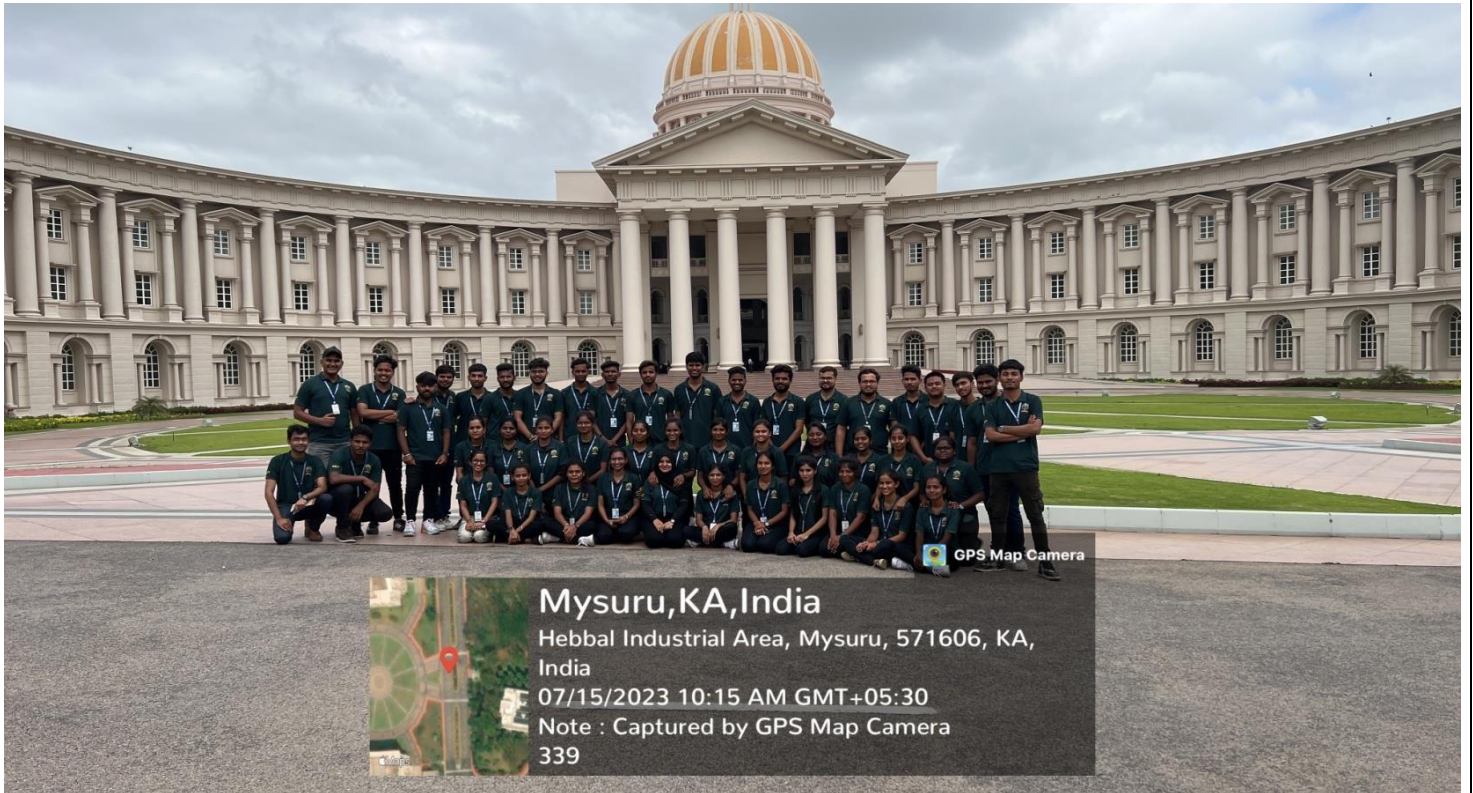 GPS Map Camera
Mysuru,KA,India
Hebbal Industrial Area, Mysuru, 571606, KA,
India
07/15/2023 10:15 AM GMT+05:30
Note : Captured by GPS Map Camera
339